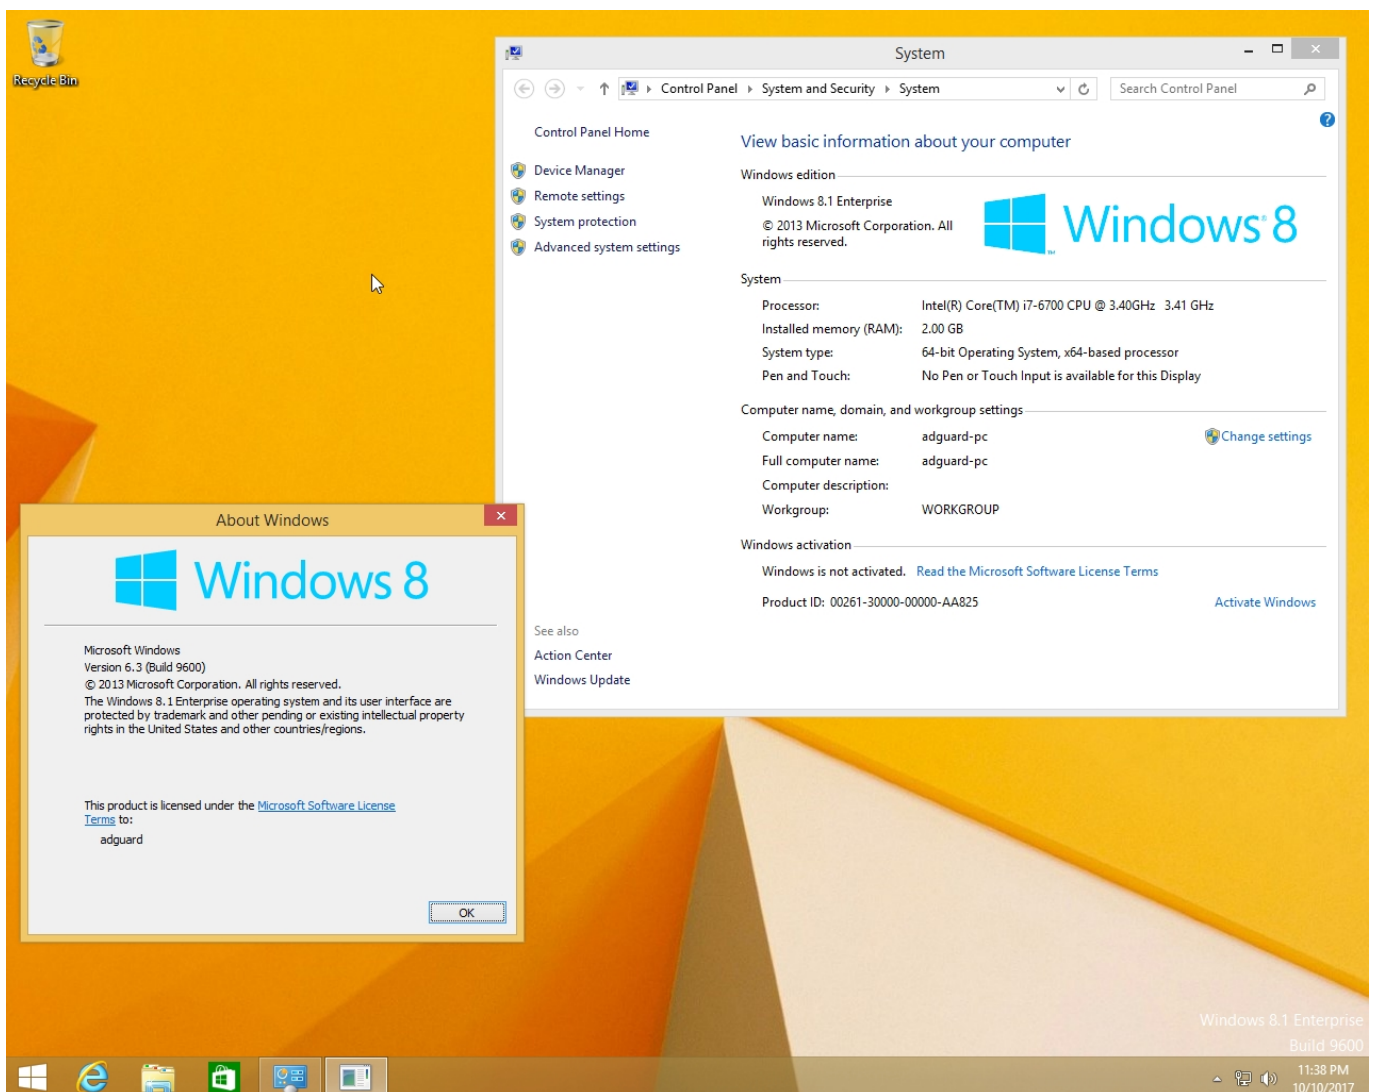 Recycle Bin
System
Control Panel
System and Security
System
Search Control Panel
Control Panel Home
Device Manager
Remote settings
System protection
Advanced system settings
See also
Action Center
Windows Update
View basic information about your computer
Windows edition
Windows 8.1 Enterprise
© 2013 Microsoft Corporation. All
rights reserved.
Windows® 8
System
Processor: Intel(R) Core(TM) i7-6700 CPU @ 3.40GHz 3.41 GHz
Installed memory (RAM): 2.00 GB
System type: 64-bit Operating System, x64-based processor
Pen and Touch: No Pen or Touch Input is available for this Display
Computer name, domain, and workgroup settings
Computer name: adguard-pc Change settings
Full computer name: adguard-pc
Computer description:
Workgroup: WORKGROUP
Windows activation
Windows is not activated. Read the Microsoft Software License Terms
Product ID: 00261-30000-00000-AA825 Activate Windows
About Windows
Windows 8
Microsoft Windows
Version 6.3 (Build 9600)
© 2013 Microsoft Corporation. All rights reserved.
The Windows 8.1 Enterprise operating system and its user interface are
protected by trademark and other pending or existing intellectual property
rights in the United States and other countries/regions.
This product is licensed under the Microsoft Software License
Terms to:
adguard
OK
Windows 8.1 Enterprise
Build 9600
11:38 PM
10/10/2017